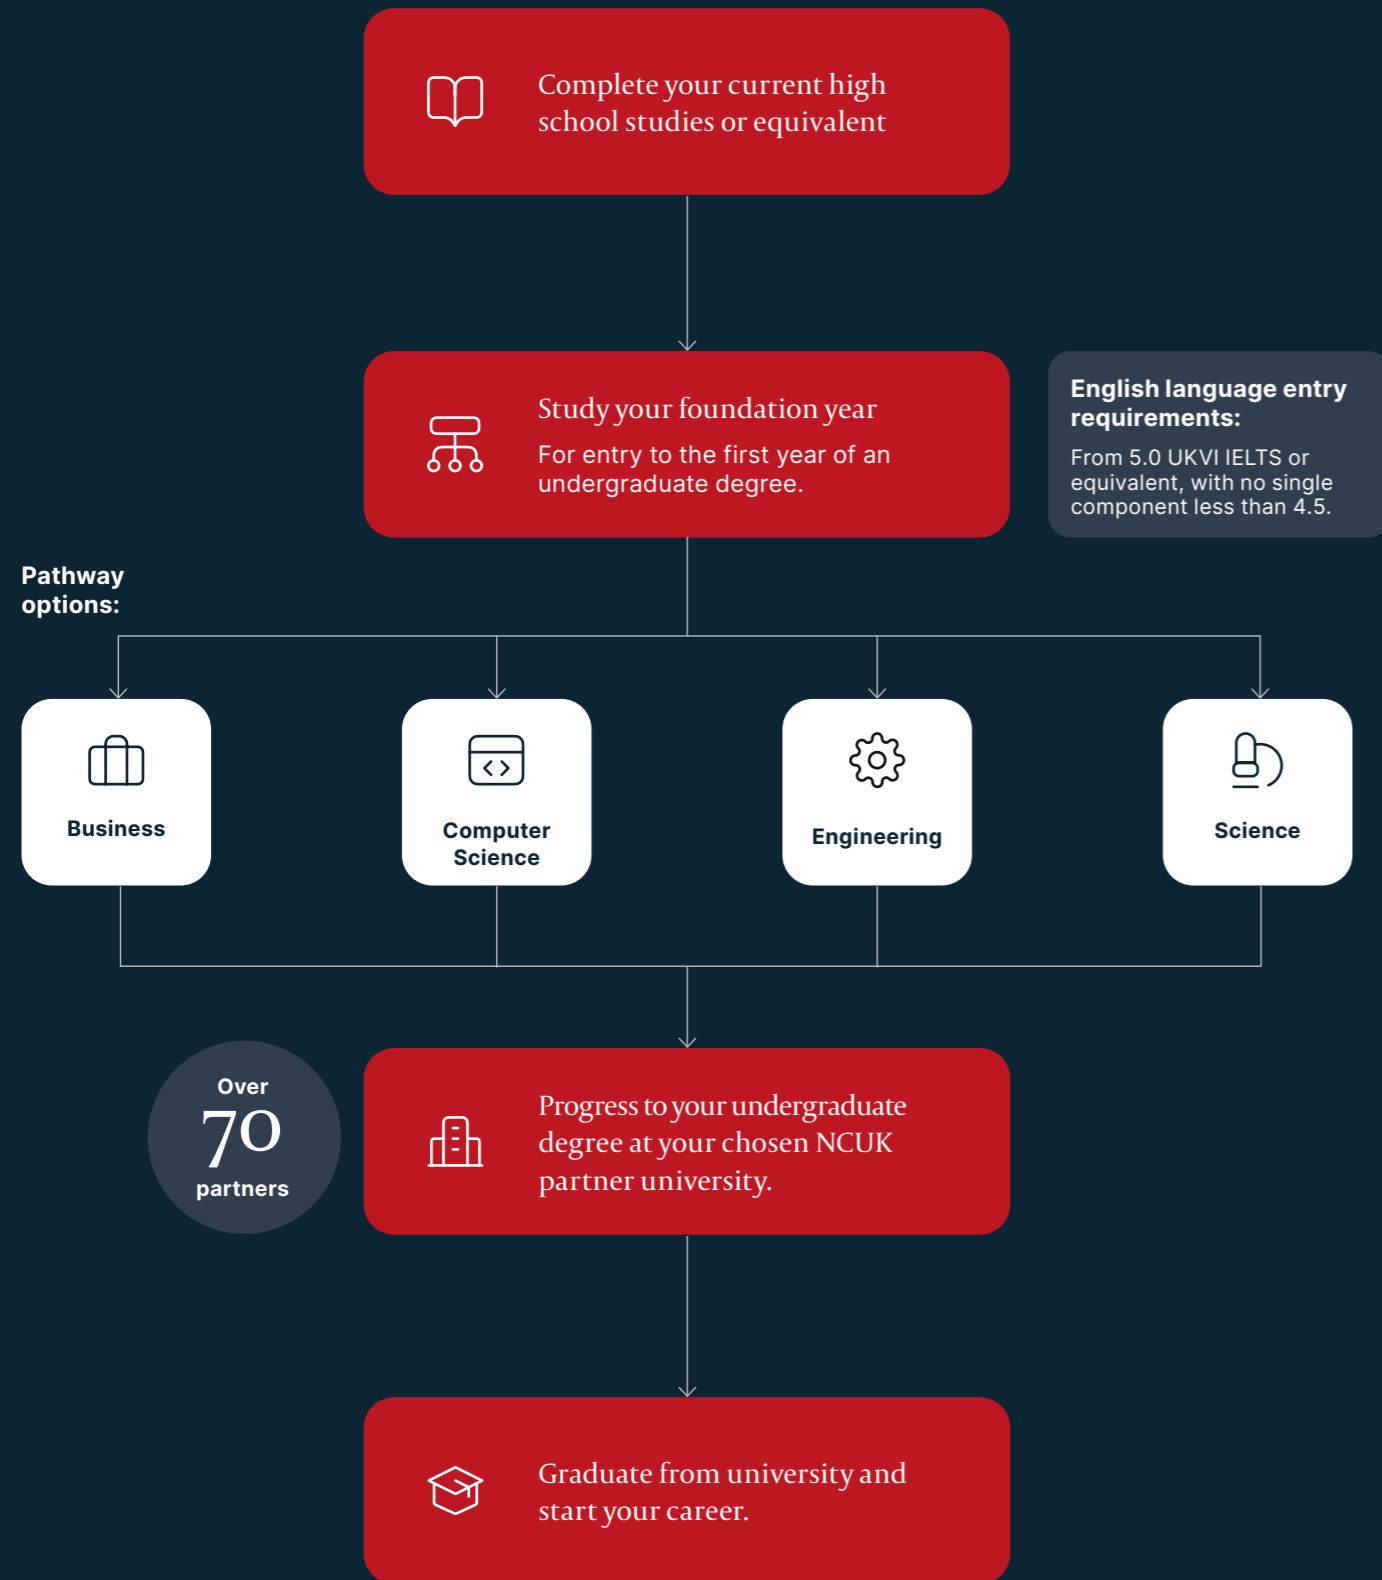 Complete your current high
school studies or equivalent
Study your foundation year
For entry to the first year of an
undergraduate degree.
English language entry
requirements:
From 5.0 UKVI IELTS or
equivalent, with no single
component less than 4.5.
Pathway
options:
Business
Computer
Science
Engineering
Science
Over
70
partners
Progress to your undergraduate
degree at your chosen NCUK
partner university.
Graduate from university and
start your career.